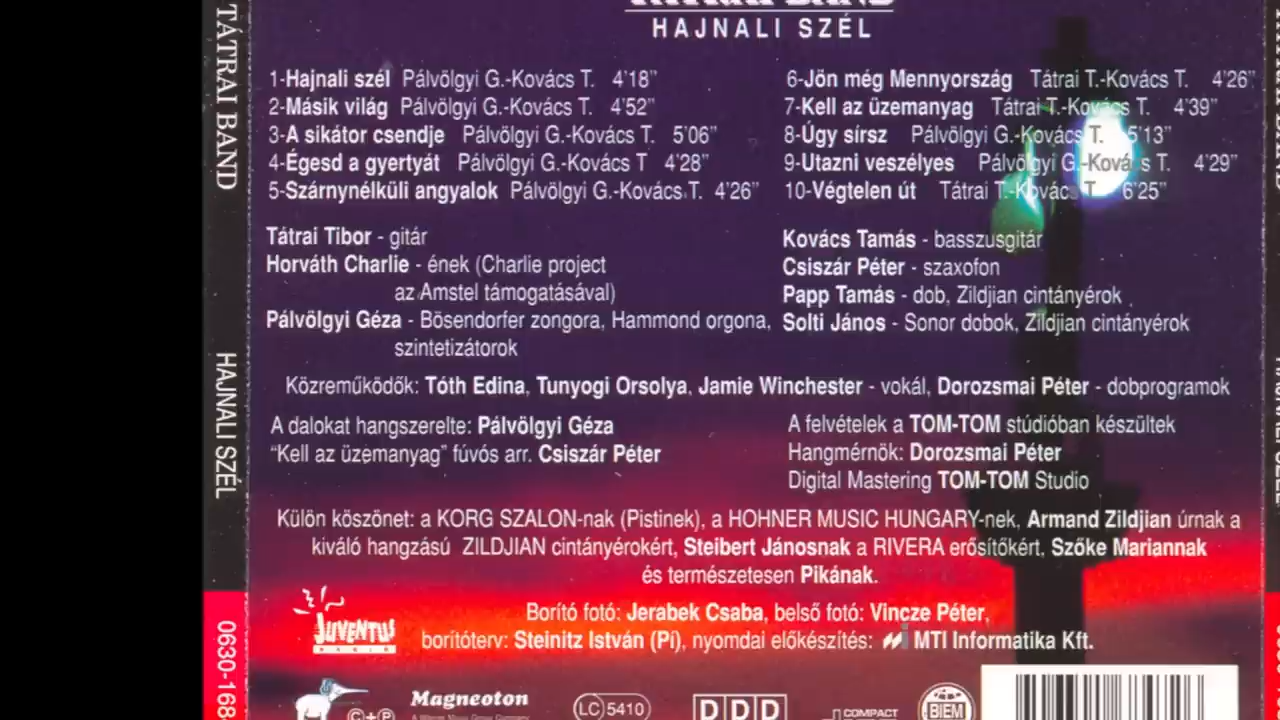 TÁTRAI BAND
HAJNALI SZÉL
0630-168
HAJNALI SZÉL
1-Hajnali szél Pálvölgyi G.-Kovács T. 4'18"
2-Másik világ Pálvölgyi G.-Kovács T. 4'52"
3-A sikátor csendje Pálvölgyi G.-Kovács T. 5'06"
4-Égesd a gyertyát Pálvölgyi G.-Kovács T 4'28"
5-Szárnynélküli angyalok Pálvölgyi G.-Kovács.T. 4'26"
6-Jön még Mennyország Tátrai T.-Kovács T. 4'26"
7-Kell az üzemanyag Tátrai T.-Kovács T. 4'39"
8-Úgy sírsz Pálvölgyi G.-Kovács T. 5'13"
9-Utazni veszélyes Pálvölgyi G.-Kovács T. 4'29"
10-Végtelen út Tátrai T.-Kovács T. 6'25"
Tátrai Tibor - gitár
Horváth Charlie - ének (Charlie project
az Amstel támogatásával)
Pálvölgyi Géza - Bösendorfer zongora, Hammond orgona,
szintetizátorok
Kovács Tamás - basszusgitár
Csiszár Péter - szaxofon
Papp Tamás - dob, Zildjian cintányérok
Solti János - Sonor dobok, Zildjian cintányérok
Közreműködők: Tóth Edina, Tunyogi Orsolya, Jamie Winchester - vokál, Dorozsmai Péter - dobprogramok
A dalokat hangszerelte: Pálvölgyi Géza
"Kell az üzemanyag" fúvós arr. Csiszár Péter
A felvételek a TOM-TOM stúdióban készültek
Hangmérnök: Dorozsmai Péter
Digital Mastering TOM-TOM Studio
Külön köszönet: a KORG SZALON-nak (Pistinek), a HOHNER MUSIC HUNGARY-nek, Armand Zildjian úrnak a
kiváló hangzású ZILDJIAN cintányérokért, Steibert Jánosnak a RIVERA erősítőkért, Szőke Mariannak
és természetesen Pikának.
Borító fotó: Jerabek Csaba, belső fotó: Vincze Péter,
borítóterv: Steinitz István (Pí), nyomdai előkészítés: MTI Informatika Kft.
JUVENTUS
RADIO
Magneoton
LC 5410
DDD
COMPACT
BIEM